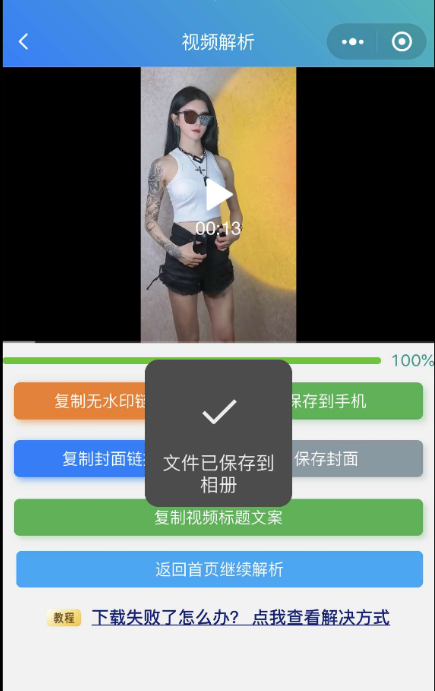 视频解析
00:13
100%
复制无水印链
保存到手机
文件已保存到
相册
复制封面链
保存封面
复制视频标题文案
返回首页继续解析
教程 下载失败了怎么办? 点我查看解决方式